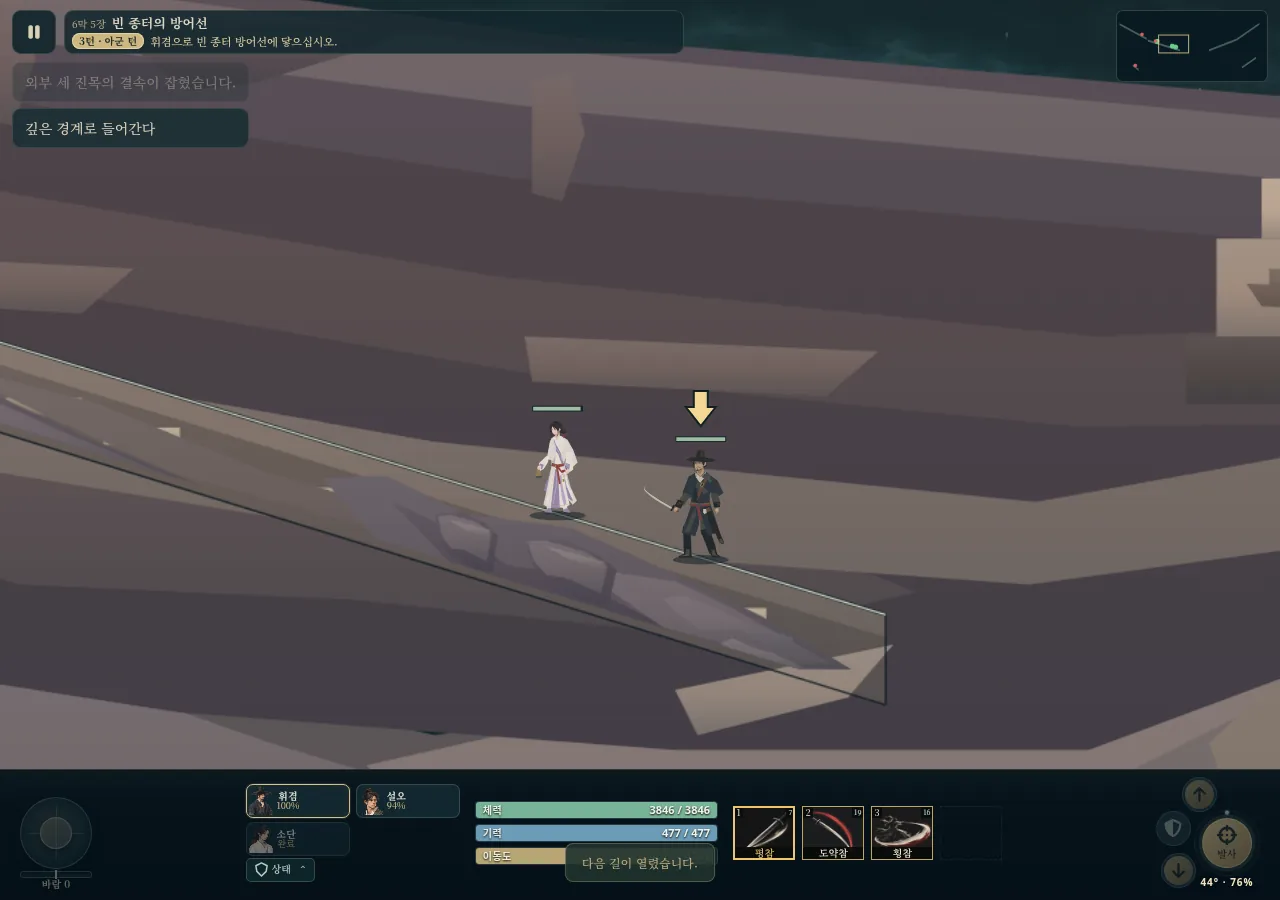 6막 5장 빈 종터의 방어선
3턴 · 아군 턴 휘겸으로 빈 종터 방어선에 닿으십시오.
외부 세 진목의 결속이 잡혔습니다.
깊은 경계로 들어간다
휘겸
100%
설오
94%
소단
완료
상태
바람 0
체력 3846 / 3846
기력 477 / 477
이동도
다음 길이 열렸습니다.
1 7
평참
2 19
도약참
3 16
횡참
발사
44° · 76%